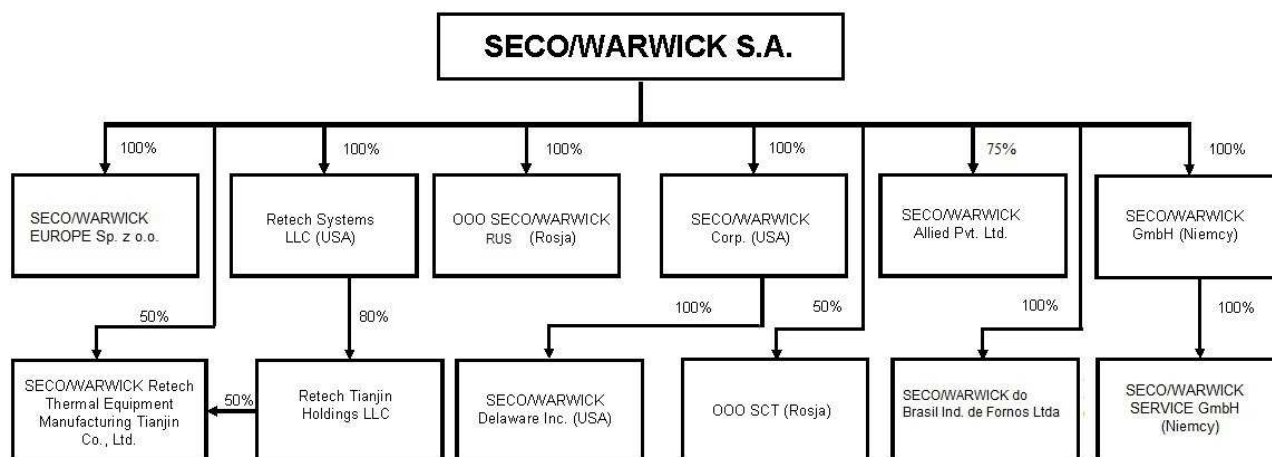 SECO/WARWICK S.A.
100%
100%
100%
100%
75%
100%
SECO/WARWICK
EUROPE Sp. z o.o.
Retech Systems
LLC (USA)
OOO SECO/WARWICK
RUS (Rosja)
SECO/WARWICK
Corp. (USA)
SECO/WARWICK
Allied Pvt. Ltd.
SECO/WARWICK
GmbH (Niemcy)
50%
80%
100%
50%
100%
100%
SECO/WARWICK Retech
Thermal Equipment
Manufacturing Tianjin
Co., Ltd.
50%
Retech Tianjin
Holdings LLC
SECO/WARWICK
Delaware Inc. (USA)
OOO SCT (Rosja)
SECO/WARWICK do
Brasil Ind. de Fornos Ltda
SECO/WARWICK
SERVICE GmbH
(Niemcy)